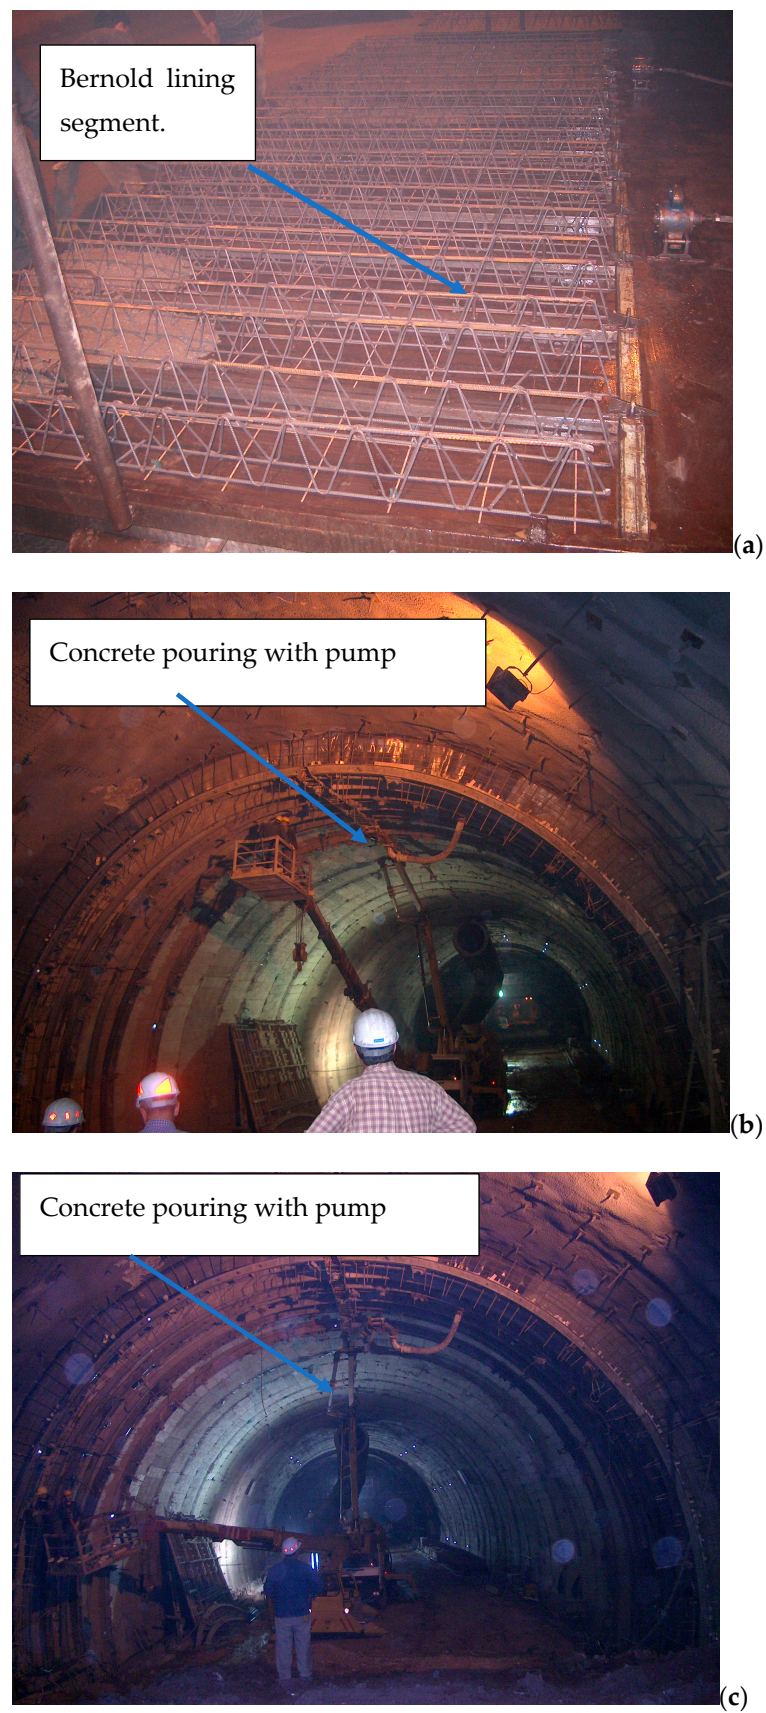 Bernold lining
segment.
(a)
Concrete pouring with pump
(b)
Concrete pouring with pump
(c)